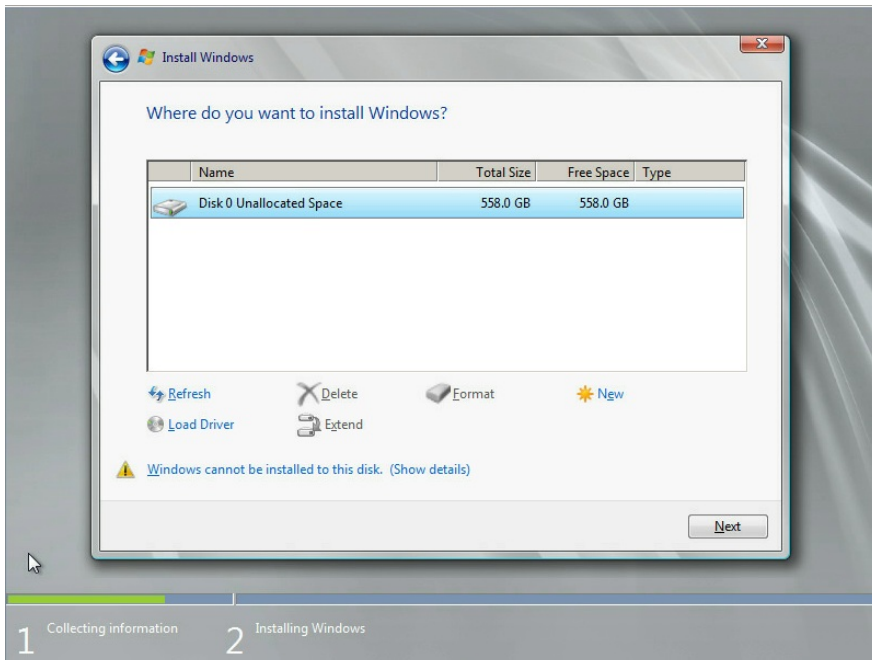 Install Windows
Where do you want to install Windows?
Name Total Size Free Space Type
Disk 0 Unallocated Space 558.0 GB 558.0 GB
Refresh Delete Format New
Load Driver Extend
Windows cannot be installed to this disk. (Show details)
Next
1 Collecting information 2 Installing Windows